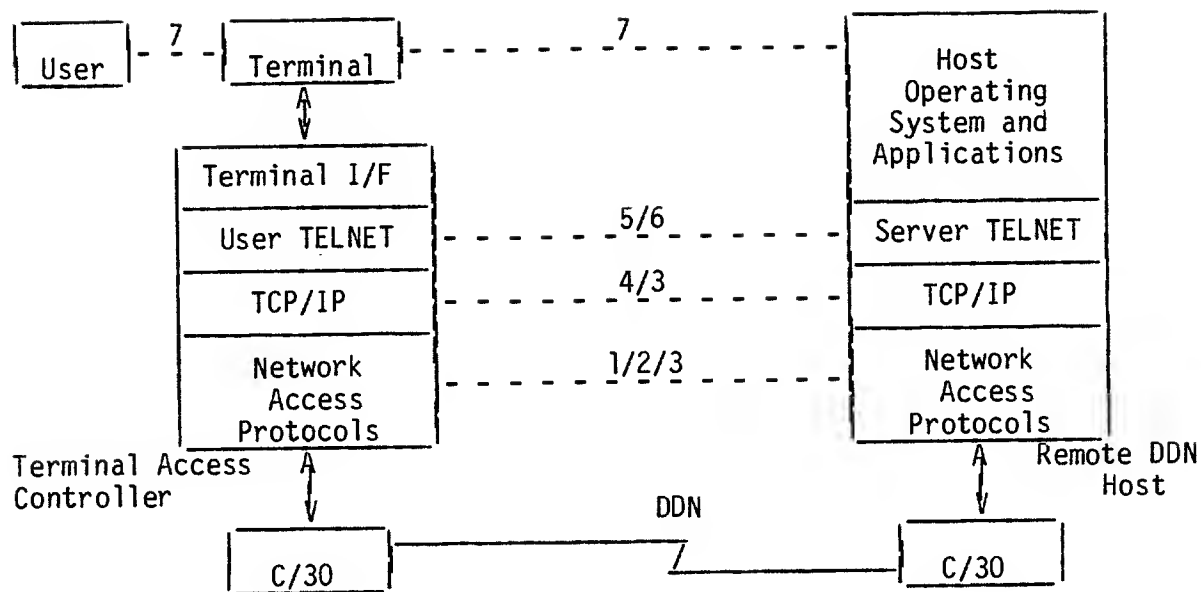 7
7
User
Terminal
Host
Operating
System and
Applications
Terminal I/F
User TELNET
5/6
Server TELNET
TCP/IP
4/3
TCP/IP
Network
Access
Protocols
1/2/3
Network
Access
Protocols
Terminal Access
Controller
Remote DDN
Host
DDN
C/30
C/30